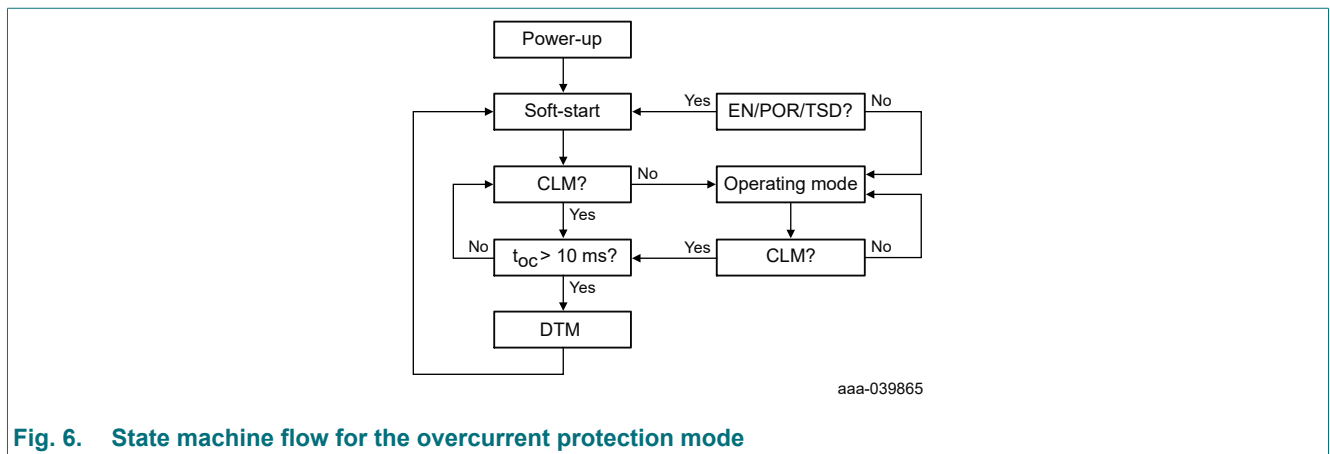 Power-up
Soft-start
Yes
EN/POR/TSD?
No
CLM?
No
Operating mode
Yes
No
t_oc > 10 ms?
Yes
CLM?
No
Yes
DTM
aaa-039865
Fig. 6. State machine flow for the overcurrent protection mode